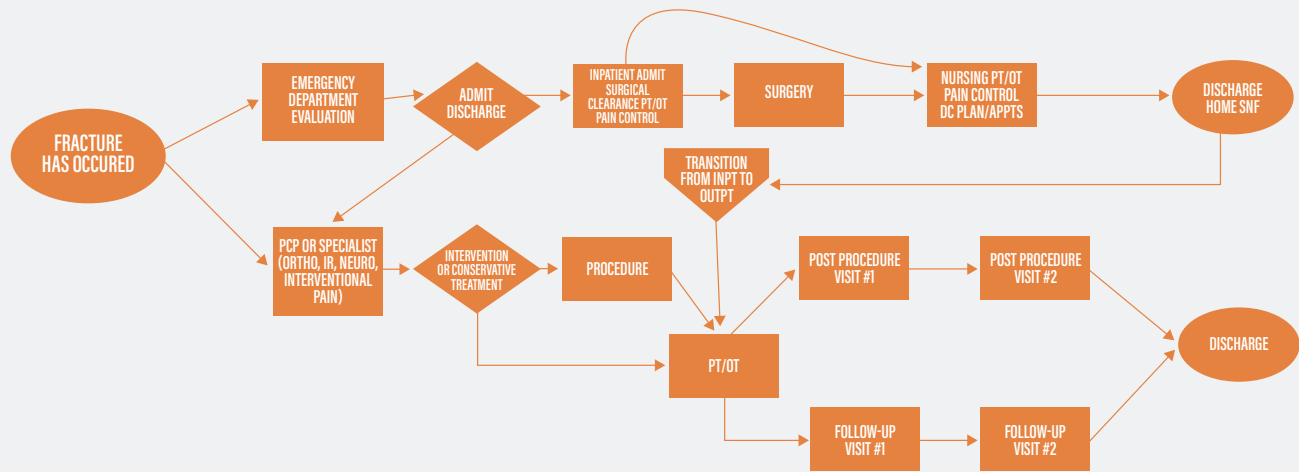 FRACTURE
HAS OCCURED
EMERGENCY
DEPARTMENT
EVALUATION
ADMIT
DISCHARGE
INPATIENT ADMIT
SURGICAL
CLEARANCE PT/OT
PAIN CONTROL
SURGERY
NURSING PT/OT
PAIN CONTROL
DC PLAN/APPTS
DISCHARGE
HOME SNF
TRANSITION
FROM INPT TO
OUTPT
PCP OR SPECIALIST
(ORTHO, IR, NEURO,
INTERVENTIONAL
PAIN)
INTERVENTION
OR CONSERVATIVE
TREATMENT
PROCEDURE
POST PROCEDURE
VISIT #1
POST PROCEDURE
VISIT #2
PT/OT
DISCHARGE
FOLLOW-UP
VISIT #1
FOLLOW-UP
VISIT #2